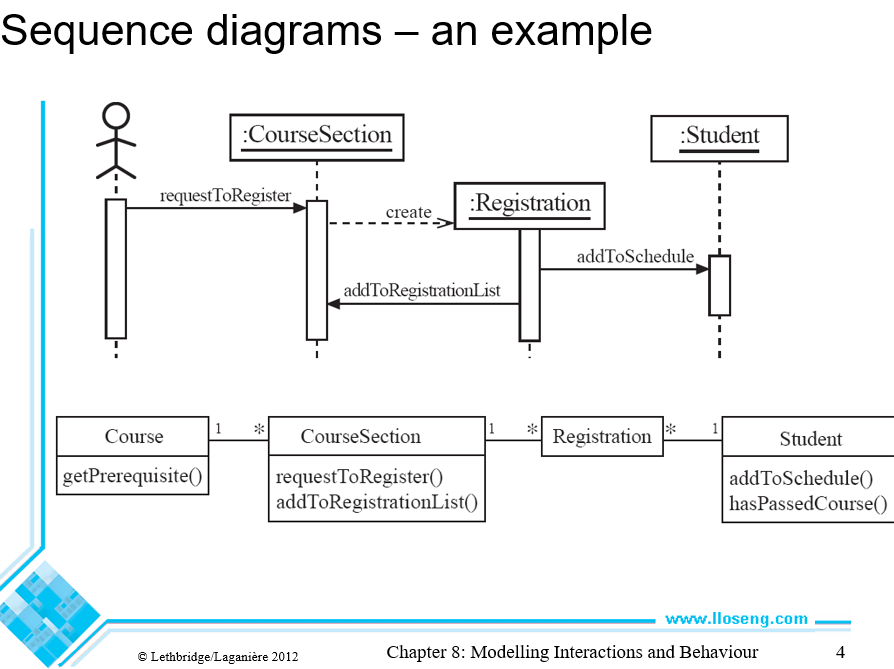 Sequence diagrams – an example
:CourseSection
:Student
requestToRegister
create
:Registration
addToSchedule
addToRegistrationList
Course
1
*
CourseSection
1
*
Registration
*
1
Student
getPrerequisite()
requestToRegister()
addToRegistrationList()
addToSchedule()
hasPassedCourse()
www.lloseng.com
© Lethbridge/Laganière 2012
Chapter 8: Modelling Interactions and Behaviour
4